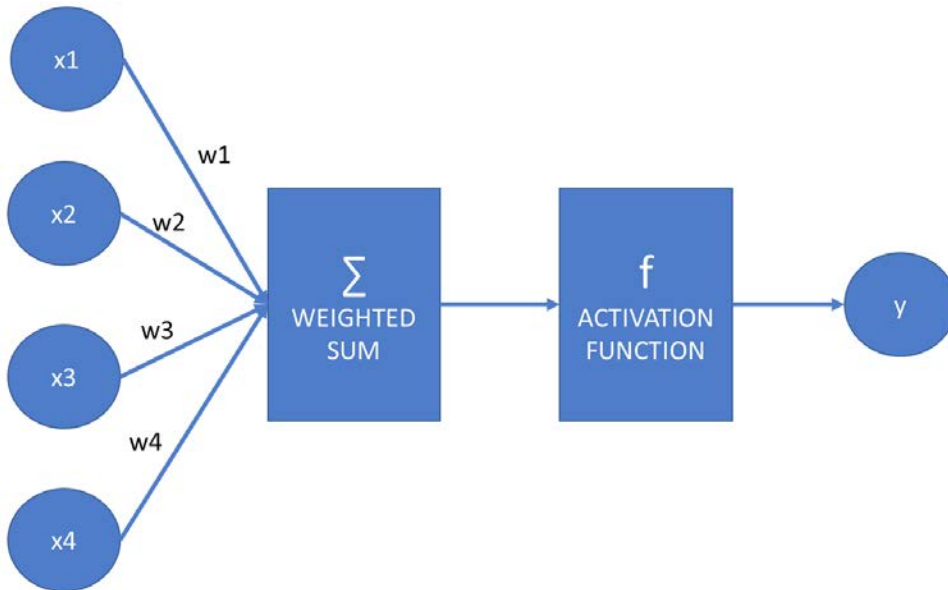 x1
w1
x2
w2
w3
x3
w4
x4
∑
WEIGHTED
SUM
f
ACTIVATION
FUNCTION
y